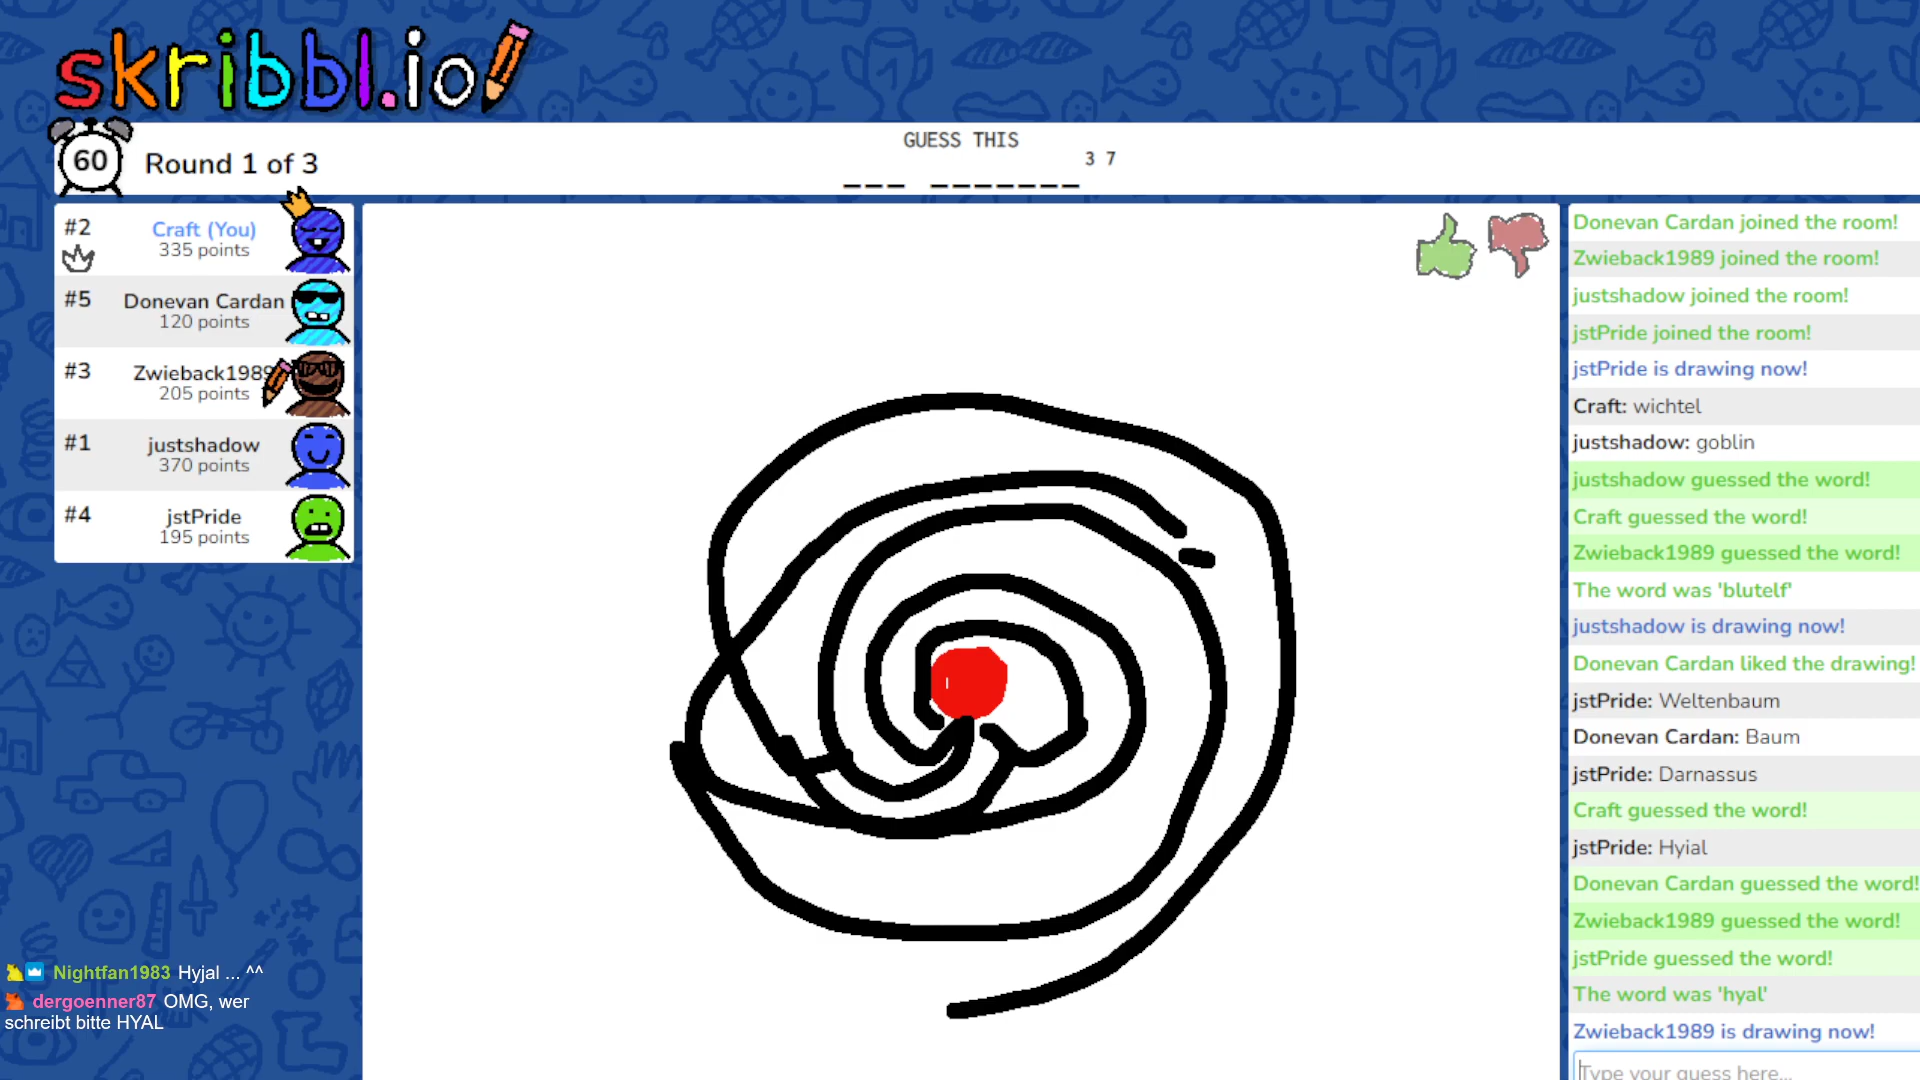 skribbl.io
60
Round 1 of 3
GUESS THIS
___ _______ 3 7
#2 Craft (You)
335 points
#5 Donevan Cardan
120 points
#3 Zwieback1989
205 points
#1 justshadow
370 points
#4 jstPride
195 points
Donevan Cardan joined the room!
Zwieback1989 joined the room!
justshadow joined the room!
jstPride joined the room!
jstPride is drawing now!
Craft: wichtel
justshadow: goblin
justshadow guessed the word!
Craft guessed the word!
Zwieback1989 guessed the word!
The word was 'blutelf'
justshadow is drawing now!
Donevan Cardan liked the drawing!
jstPride: Weltenbaum
Donevan Cardan: Baum
jstPride: Darnassus
Craft guessed the word!
jstPride: Hyial
Donevan Cardan guessed the word!
Zwieback1989 guessed the word!
jstPride guessed the word!
The word was 'hyal'
Zwieback1989 is drawing now!
Type your guess here...
Nightfan1983 Hyjal ... ^^
dergoenner87 OMG, wer
schreibt bitte HYAL